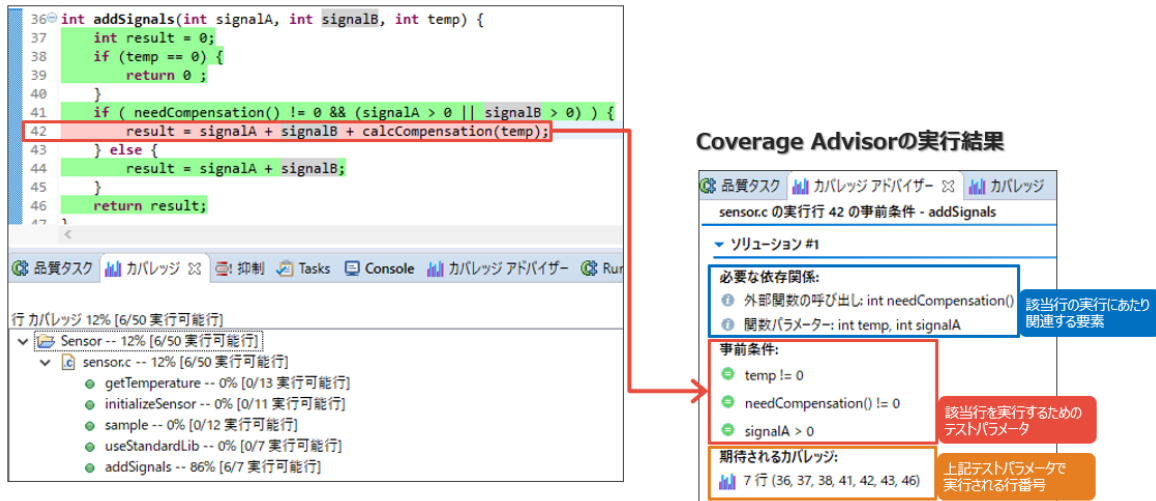 36 int addSignals(int signalA, int signalB, int temp) {
37 int result = 0;
38 if (temp == 0) {
39 return 0 ;
40 }
41 if ( needCompensation() != 0 && (signalA > 0 || signalB > 0) ) {
42 result = signalA + signalB + calcCompensation(temp);
43 } else {
44 result = signalA + signalB;
45 }
46 return result;
47 }
品質タスク カバレッジ 抑制 Tasks Console カバレッジ アドバイザー Rur
行 カバレッジ 12% [6/50 実行可能行]
Sensor -- 12% [6/50 実行可能行]
sensor.c -- 12% [6/50 実行可能行]
getTemperature -- 0% [0/13 実行可能行]
initializeSensor -- 0% [0/11 実行可能行]
sample -- 0% [0/12 実行可能行]
useStandardLib -- 0% [0/7 実行可能行]
addSignals -- 86% [6/7 実行可能行]
Coverage Advisorの実行結果
品質タスク カバレッジ アドバイザー カバレッジ
sensor.c の実行行 42 の事前条件 - addSignals
ソリューション #1
必要な依存関係:
外部関数の呼び出し: int needCompensation()
関数パラメーター: int temp, int signalA
該当行の実行にあたり
関連する要素
事前条件:
temp != 0
needCompensation() != 0
signalA > 0
該当行を実行するための
テストパラメータ
期待されるカバレッジ:
7 行 (36, 37, 38, 41, 42, 43, 46)
上記テストパラメータで
実行される行番号